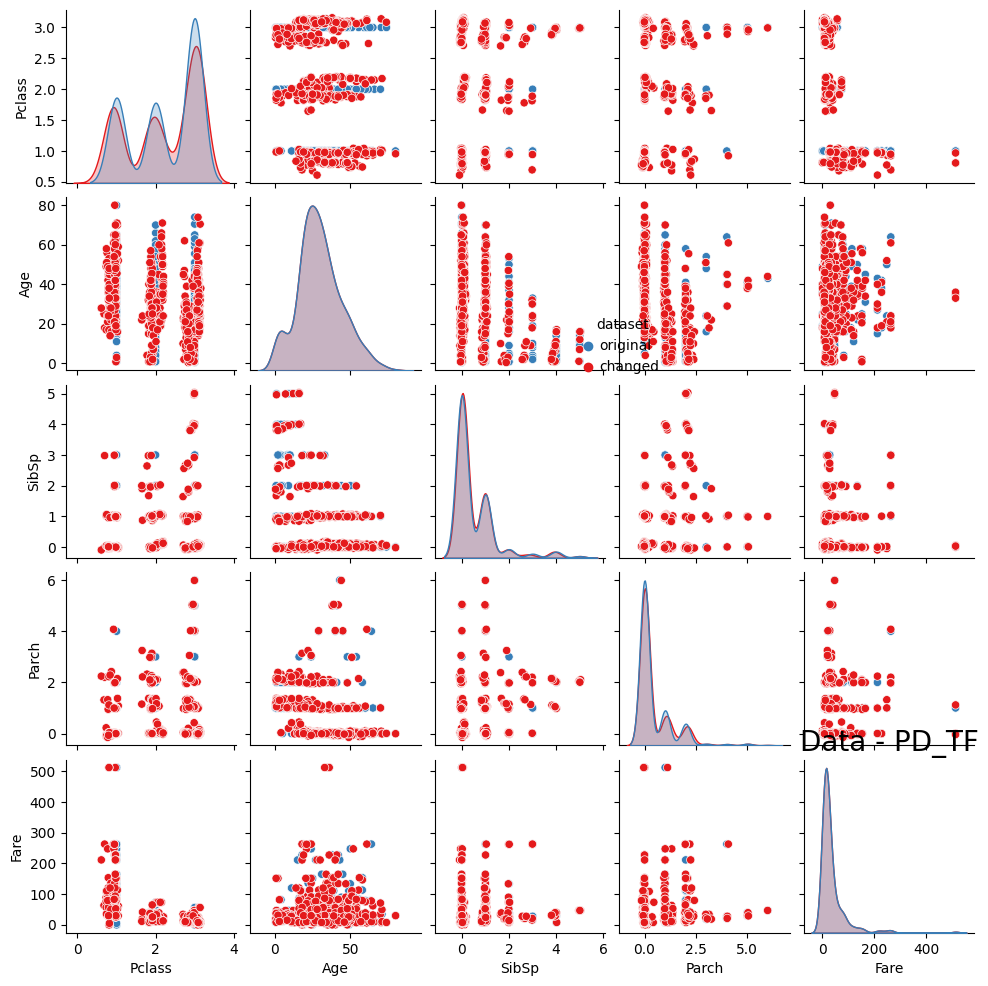 3.0
2.5
2.0
1.5
1.0
0.5
Pclass
80
60
40
20
0
Age
dataset
original
changed
5
4
3
2
1
0
SibSp
6
4
2
0
Parch
Data - PD_TF
500
400
300
200
100
0
Fare
0 2 4
Pclass
0 50
Age
0 2 4 6
SibSp
0.0 2.5 5.0
Parch
0 200 400
Fare